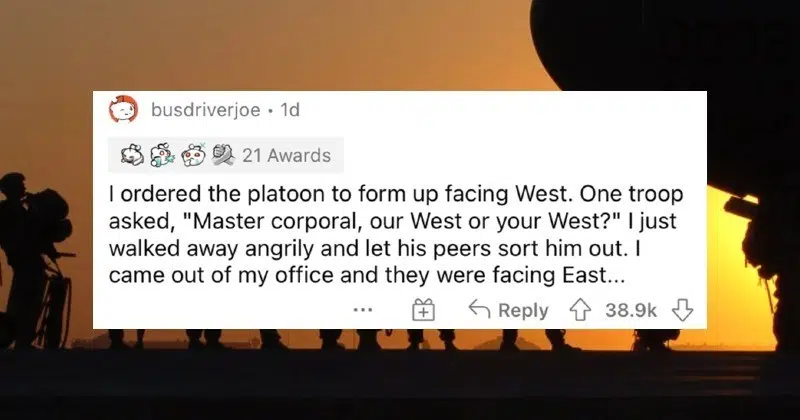 busdriverjoe • 1d
21 Awards
I ordered the platoon to form up facing West. One troop
asked, "Master corporal, our West or your West?" I just
walked away angrily and let his peers sort him out. I
came out of my office and they were facing East...
... Reply 38.9k